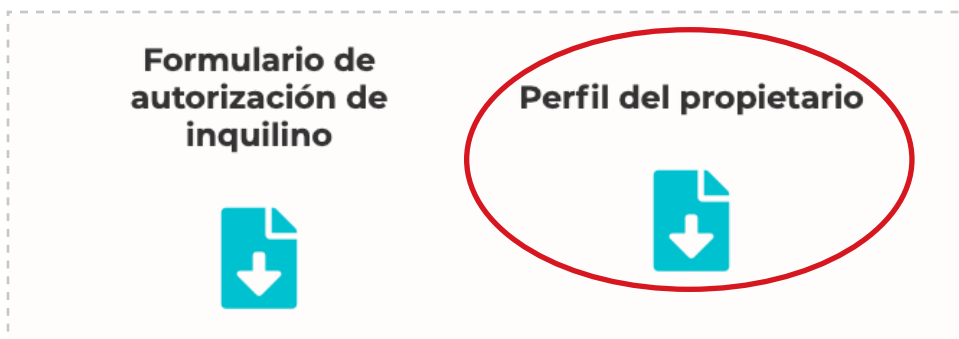 Formulario de
autorización de
inquilino
Perfil del propietario